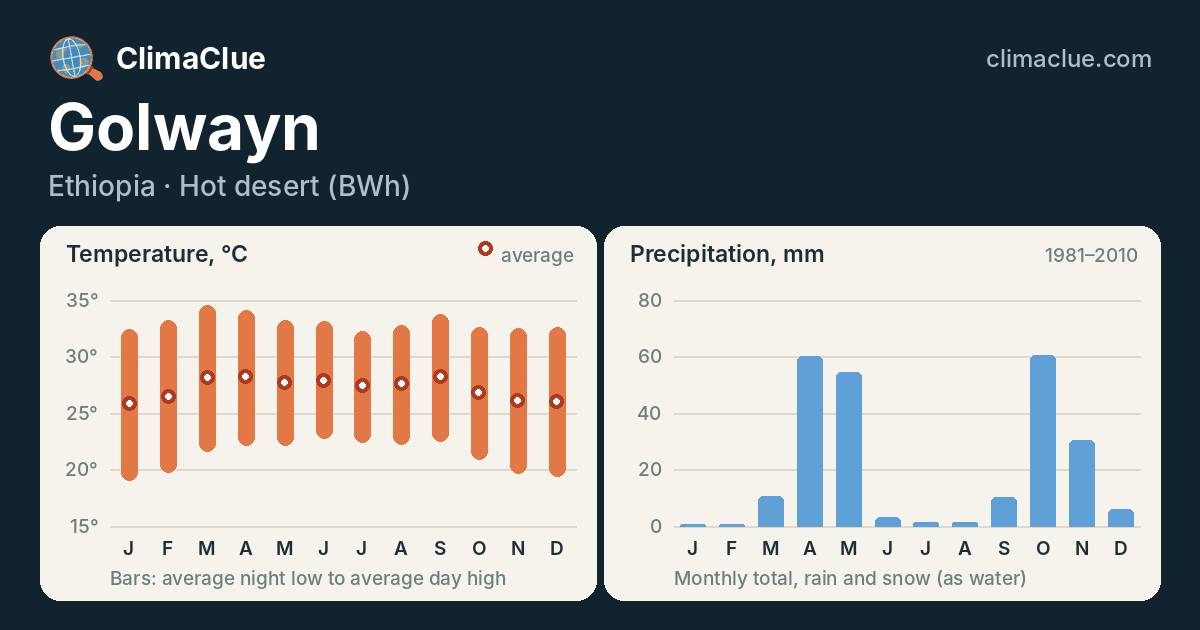 ClimaClue
climaclue.com
Golwayn
Ethiopia · Hot desert (BWh)
Temperature, °C
average
35°
30°
25°
20°
15°
J F M A M J J A S O N D
Bars: average night low to average day high
Precipitation, mm
1981–2010
80
60
40
20
0
J F M A M J J A S O N D
Monthly total, rain and snow (as water)